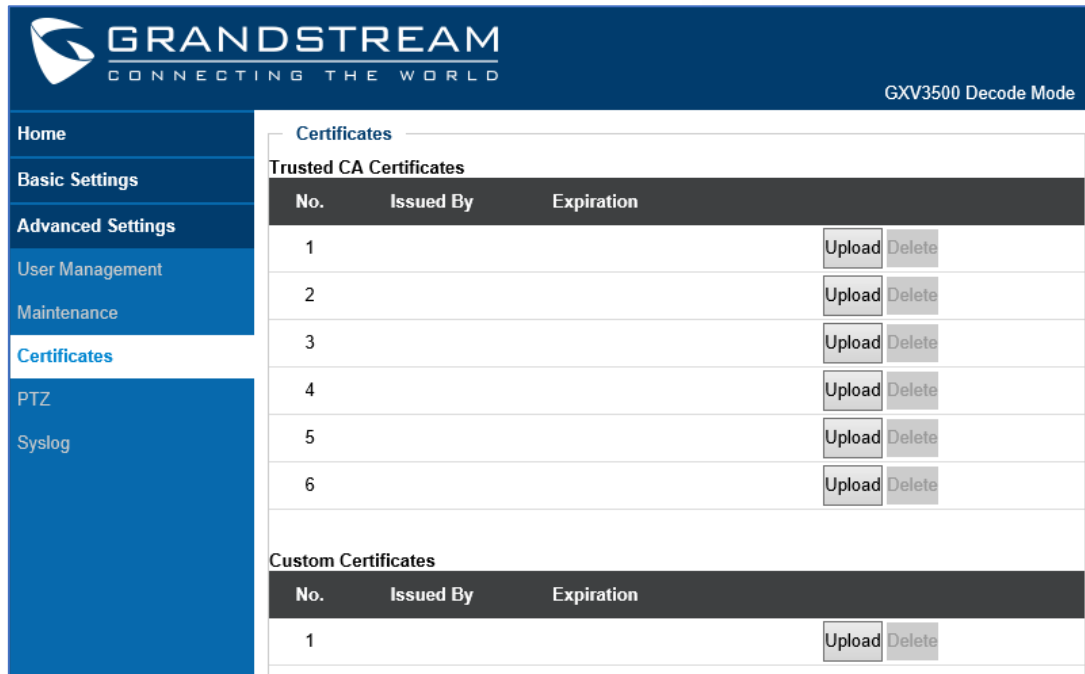 GRANDSTREAM
CONNECTING THE WORLD
GXV3500 Decode Mode
Home
Basic Settings
Advanced Settings
User Management
Maintenance
Certificates
PTZ
Syslog
Certificates
Trusted CA Certificates
No. Issued By Expiration
1 Upload Delete
2 Upload Delete
3 Upload Delete
4 Upload Delete
5 Upload Delete
6 Upload Delete
Custom Certificates
No. Issued By Expiration
1 Upload Delete